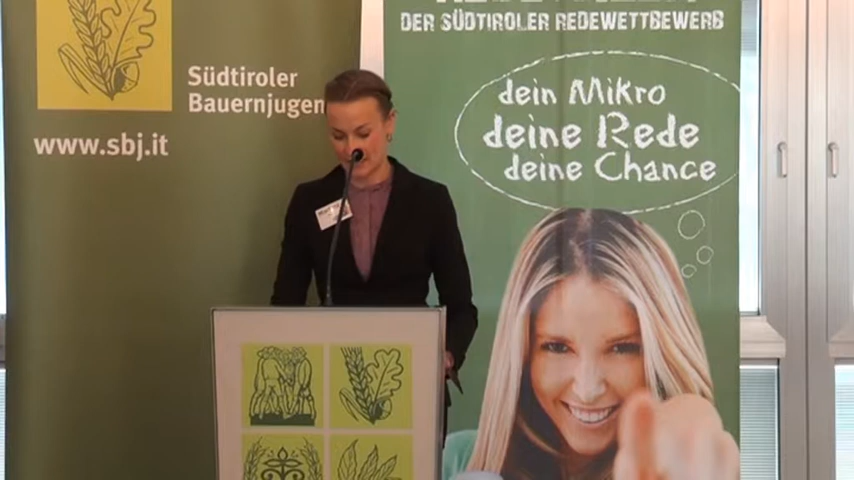 Südtiroler
Bauernjugen
www.sbj.it
DER SÜDTIROLER REDEWETTBEWERB
dein Mikro
deine Rede
deine Chance